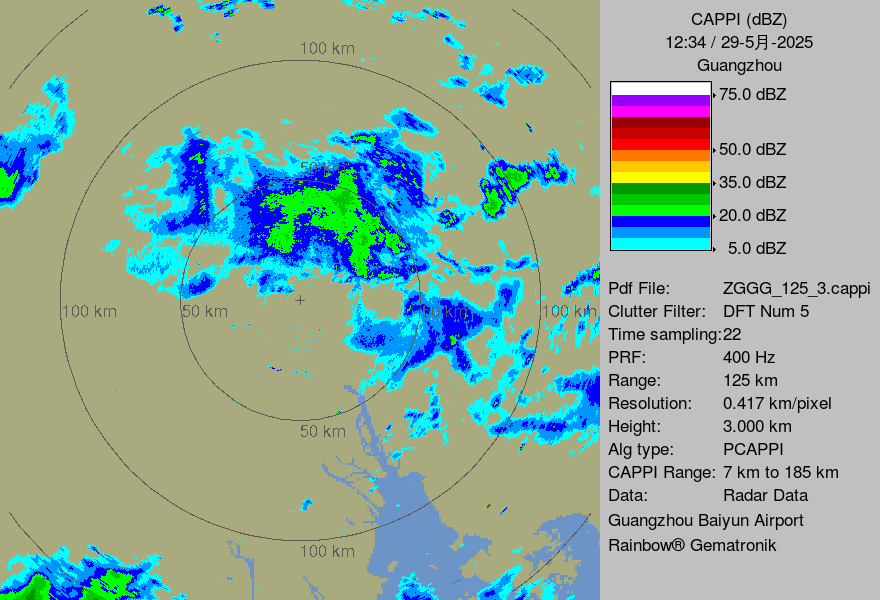 100 km
50 km
100 km
50 km
50 km
100 km
50 km
100 km
CAPPI (dBZ)
12:34 / 29-5月-2025
Guangzhou
75.0 dBZ
50.0 dBZ
35.0 dBZ
20.0 dBZ
5.0 dBZ
Pdf File: ZGGG_125_3.cappi
Clutter Filter: DFT Num 5
Time sampling:22
PRF: 400 Hz
Range: 125 km
Resolution: 0.417 km/pixel
Height: 3.000 km
Alg type: PCAPPI
CAPPI Range: 7 km to 185 km
Data: Radar Data
Guangzhou Baiyun Airport
Rainbow® Gematronik